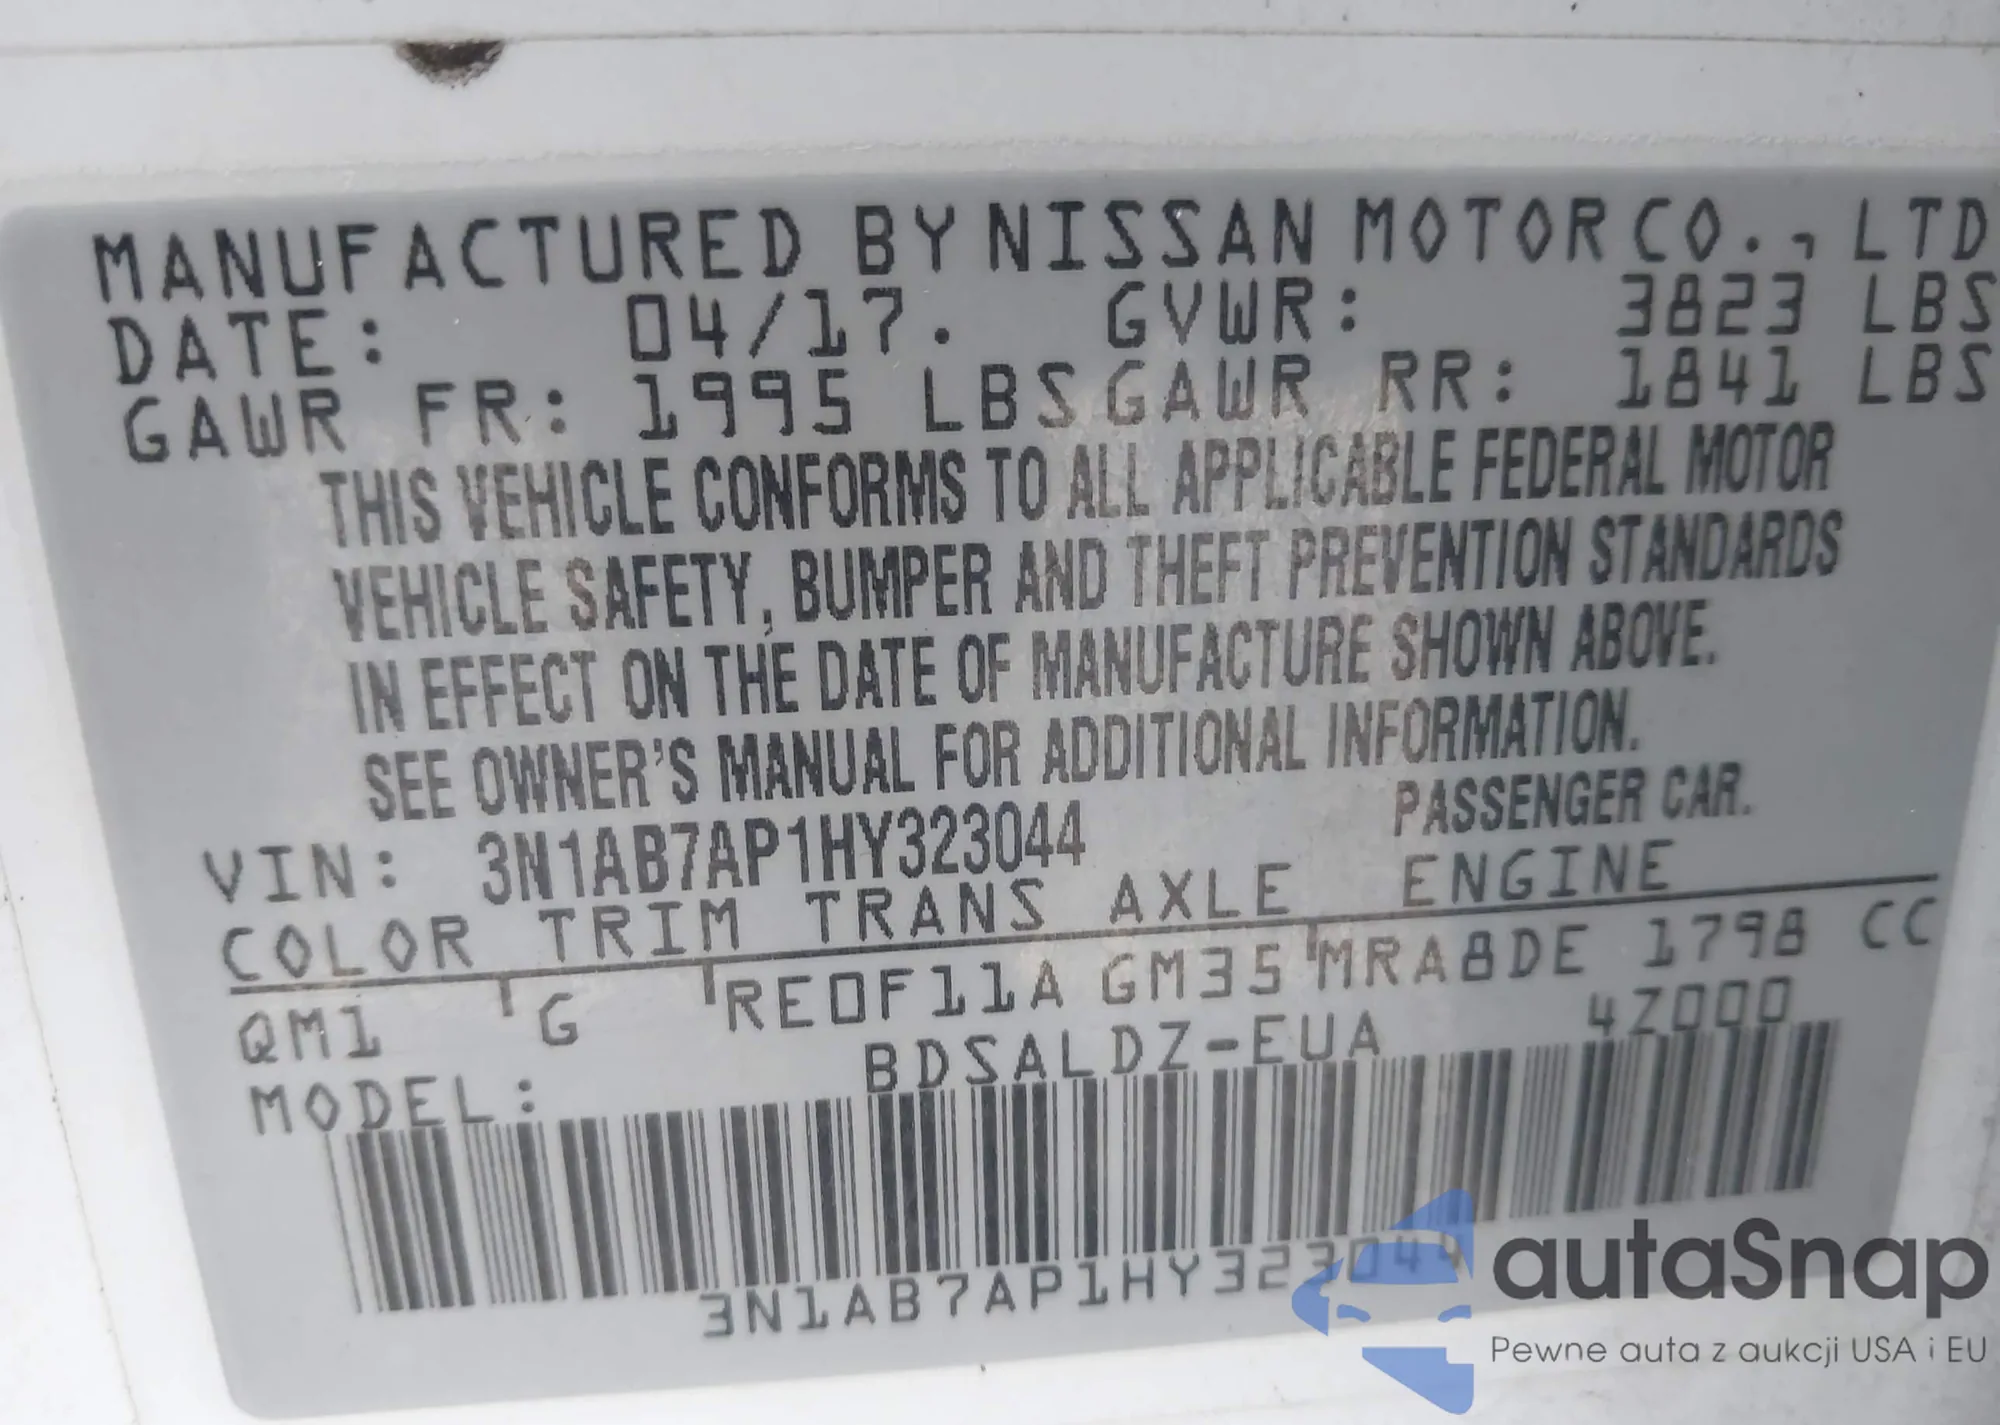 MANUFACTURED BY NISSAN MOTOR CO., LTD
DATE: 04/17. GVWR: 3823 LBS
GAWR FR: 1995 LBS GAWR RR: 1841 LBS
THIS VEHICLE CONFORMS TO ALL APPLICABLE FEDERAL MOTOR
VEHICLE SAFETY, BUMPER AND THEFT PREVENTION STANDARDS
IN EFFECT ON THE DATE OF MANUFACTURE SHOWN ABOVE.
SEE OWNER'S MANUAL FOR ADDITIONAL INFORMATION.
PASSENGER CAR.
VIN: 3N1AB7AP1HY323044
COLOR TRIM TRANS AXLE ENGINE
QM1 G RE0F11A GM35 MRA8DE 1798 CC
MODEL: BDSALDZ-EUA 4Z000
3N1AB7AP1HY323044
autaSnap
Pewne auta z aukcji USA i EU